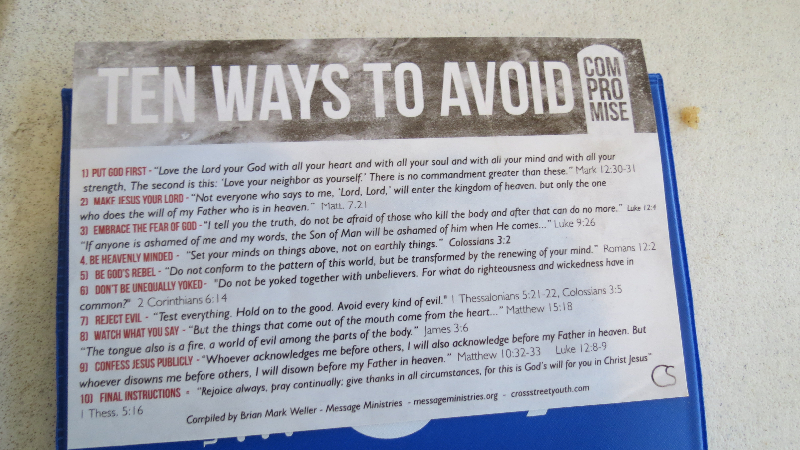 TEN WAYS TO AVOID
COM
PRO
MISE
1) PUT GOD FIRST - "Love the Lord your God with all your heart and with all your soul and with all your mind and with all your
strength. The second is this: 'Love your neighbor as yourself.' There is no commandment greater than these." Mark 12:30-31
2) MAKE JESUS YOUR LORD - "Not everyone who says to me, 'Lord, Lord,' will enter the kingdom of heaven. but only the one
who does the will of my Father who is in heaven." Matt. 7.21
3) EMBRACE THE FEAR OF GOD - "I tell you the truth, do not be afraid of those who kill the body and after that can do no more." Luke 12:4
"If anyone is ashamed of me and my words, the Son of Man will be ashamed of him when He comes..." Luke 9:26
4. BE HEAVENLY MINDED - "Set your minds on things above, not on earthly things." Colossians 3:2
5) BE GOD'S REBEL - "Do not conform to the pattern of this world, but be transformed by the renewing of your mind." Romans 12:2
6) DON'T BE UNEQUALLY YOKED- "Do not be yoked together with unbelievers. For what do righteousness and wickedness have in
common?" 2 Corinthians 6:14
7) REJECT EVIL - "Test everything. Hold on to the good. Avoid every kind of evil." 1 Thessalonians 5:21-22, Colossians 3:5
8) WATCH WHAT YOU SAY - "But the things that come out of the mouth come from the heart..." Matthew 15:18
"The tongue also is a fire. a world of evil among the parts of the body." James 3:6
9) CONFESS JESUS PUBLICLY - "Whoever acknowledges me before others, I will also acknowledge before my Father in heaven. But
whoever disowns me before others, I will disown before my Father in heaven." Matthew 10:32-33 Luke 12:8-9
10) FINAL INSTRUCTIONS - "Rejoice always, pray continually; give thanks in all circumstances, for this is God's will for you in Christ Jesus"
1 Thess. 5:16
Compiled by Brian Mark Weller - Message Ministries - messageministries.org - crossstreetyouth.com
CS